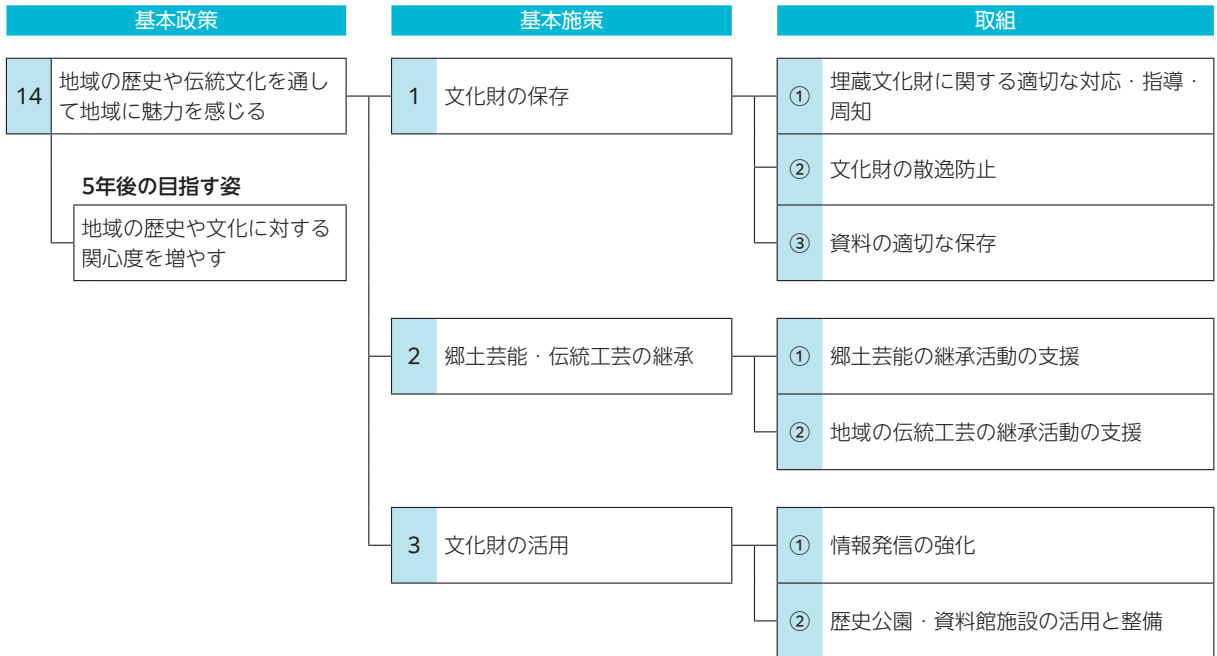 基本政策
基本施策
取組
14
地域の歴史や伝統文化を通し
て地域に魅力を感じる
5年後の目指す姿
地域の歴史や文化に対する
関心度を増やす
1 文化財の保存
① 埋蔵文化財に関する適切な対応・指導・
周知
② 文化財の散逸防止
③ 資料の適切な保存
2 郷土芸能・伝統工芸の継承
① 郷土芸能の継承活動の支援
② 地域の伝統工芸の継承活動の支援
3 文化財の活用
① 情報発信の強化
② 歴史公園・資料館施設の活用と整備